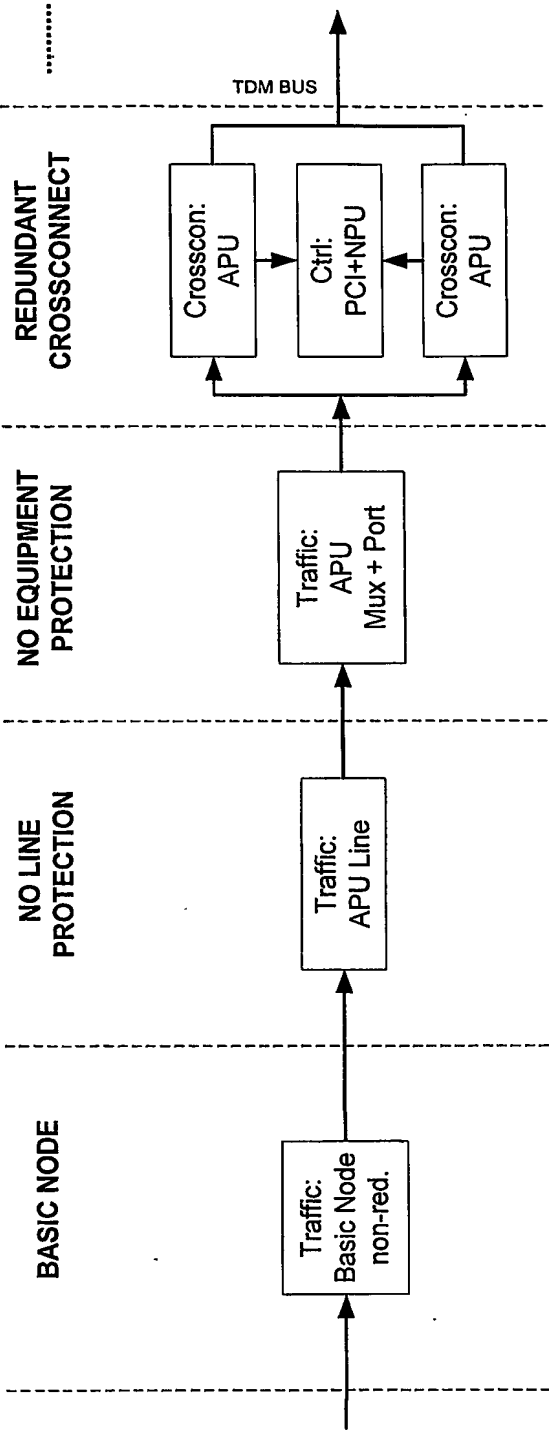 BASIC NODE
NO LINE
PROTECTION
NO EQUIPMENT
PROTECTION
REDUNDANT
CROSSCONNECT
..........
Traffic:
Basic Node
non-red.
Traffic:
APU Line
Traffic:
APU
Mux + Port
Crosscon:
APU
Ctrl:
PCI+NPU
Crosscon:
APU
TDM BUS